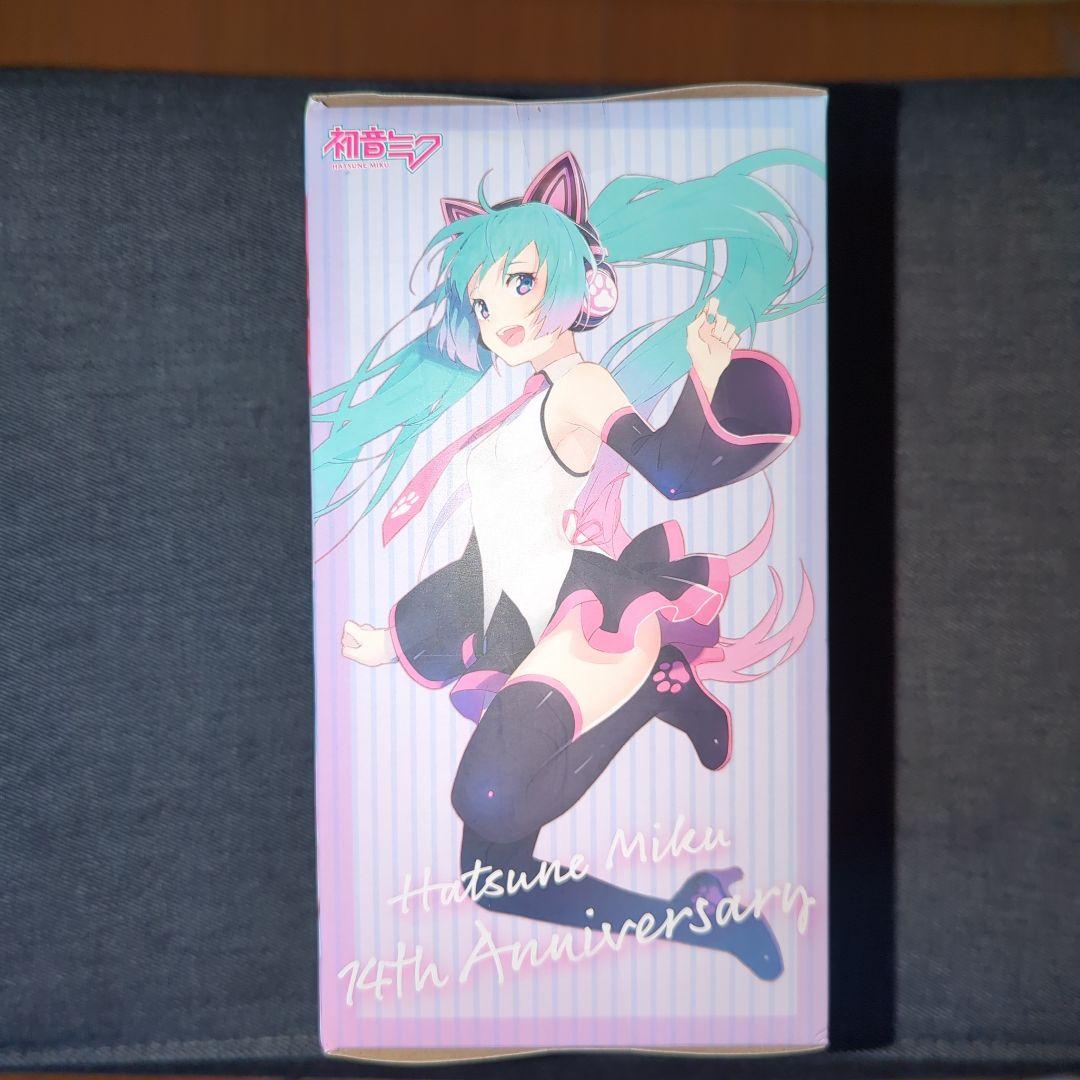 初音ミク
HATSUNE MIKU
Hatsune Miku
14th Anniversary